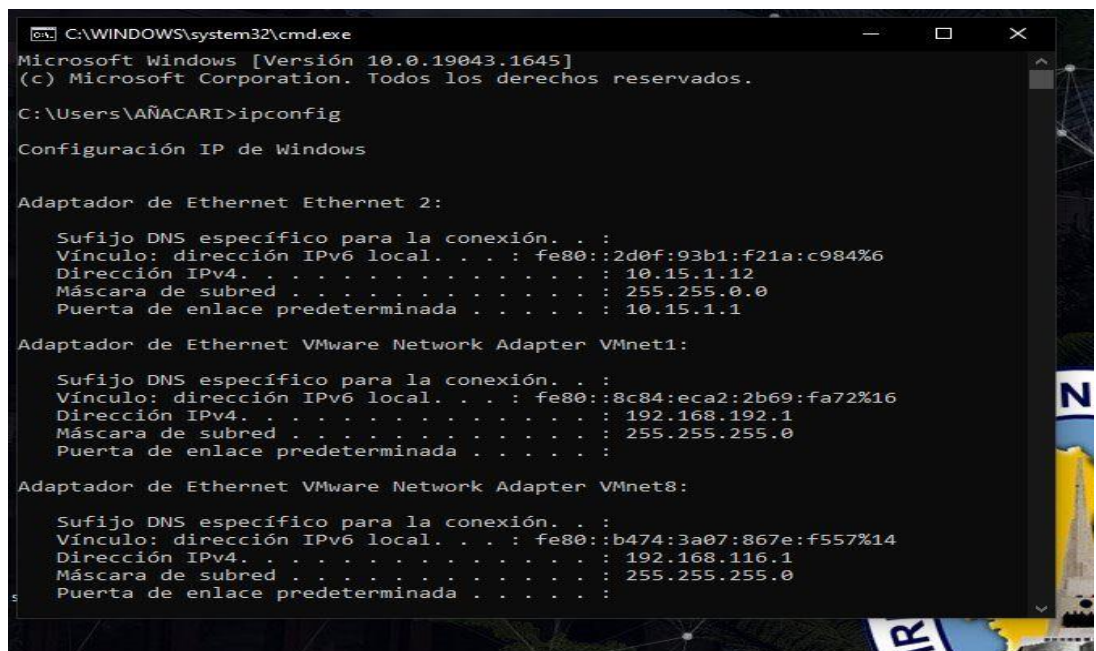 C:\WINDOWS\system32\cmd.exe
Microsoft Windows [Versión 10.0.19043.1645]
(c) Microsoft Corporation. Todos los derechos reservados.
C:\Users\AÑACARI>ipconfig
Configuración IP de Windows
Adaptador de Ethernet Ethernet 2:
Sufijo DNS específico para la conexión. . :
Vínculo: dirección IPv6 local. . . : fe80::2d0f:93b1:f21a:c984%6
Dirección IPv4. . . . . . . . . . . . . . : 10.15.1.12
Máscara de subred . . . . . . . . . . . . : 255.255.0.0
Puerta de enlace predeterminada . . . . . : 10.15.1.1
Adaptador de Ethernet VMware Network Adapter VMnet1:
Sufijo DNS específico para la conexión. . :
Vínculo: dirección IPv6 local. . . : fe80::8c84:eca2:2b69:fa72%16
Dirección IPv4. . . . . . . . . . . . . . : 192.168.192.1
Máscara de subred . . . . . . . . . . . . : 255.255.255.0
Puerta de enlace predeterminada . . . . . :
Adaptador de Ethernet VMware Network Adapter VMnet8:
Sufijo DNS específico para la conexión. . :
Vínculo: dirección IPv6 local. . . : fe80::b474:3a07:867e:f557%14
Dirección IPv4. . . . . . . . . . . . . . : 192.168.116.1
Máscara de subred . . . . . . . . . . . . : 255.255.255.0
Puerta de enlace predeterminada . . . . . :